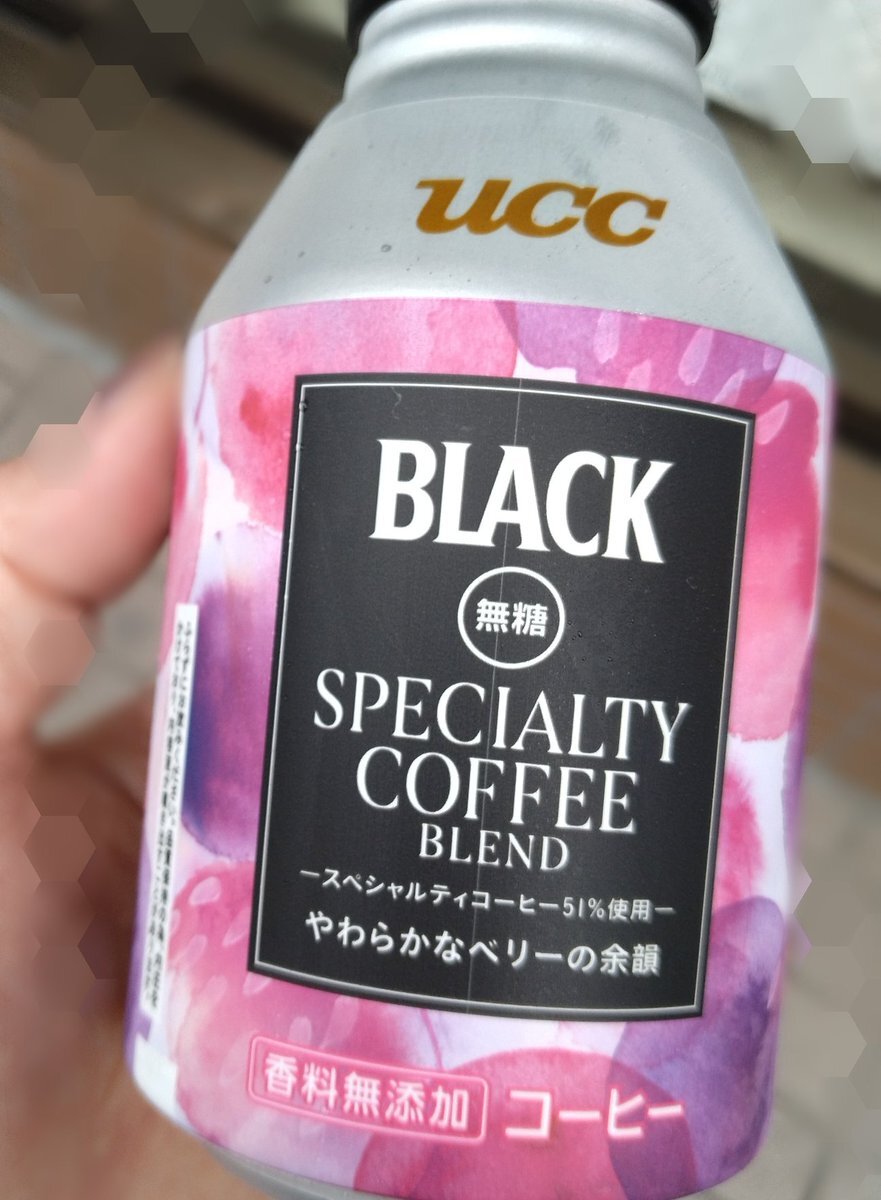 ucc
BLACK
無糖
SPECIALTY
COFFEE
BLEND
ースペシャルティコーヒー51%使用ー
やわらかなベリーの余韻
香料無添加 コーヒー